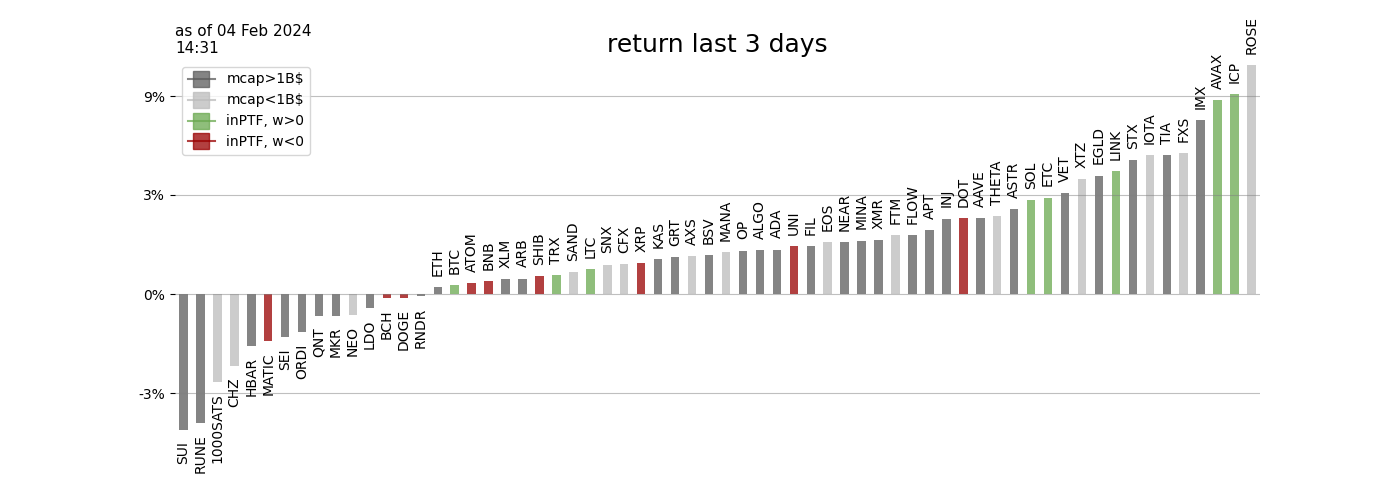 as of 04 Feb 2024
14:31
return last 3 days
mcap>1B$
mcap<1B$
inPTF, w>0
inPTF, w<0
9%
3%
0%
-3%
SUI
RUNE
1000SATS
CHZ
HBAR
MATIC
SEI
ORDI
QNT
MKR
NEO
LDO
BCH
DOGE
RNDR
ETH
BTC
ATOM
BNB
XLM
ARB
SHIB
TRX
SAND
LTC
SNX
CFX
XRP
KAS
GRT
AXS
BSV
MANA
OP
ALGO
ADA
UNI
FIL
EOS
NEAR
MINA
XMR
FTM
FLOW
APT
INJ
DOT
AAVE
THETA
ASTR
SOL
ETC
VET
XTZ
EGLD
LINK
STX
IOTA
TIA
FXS
IMX
AVAX
ICP
ROSE